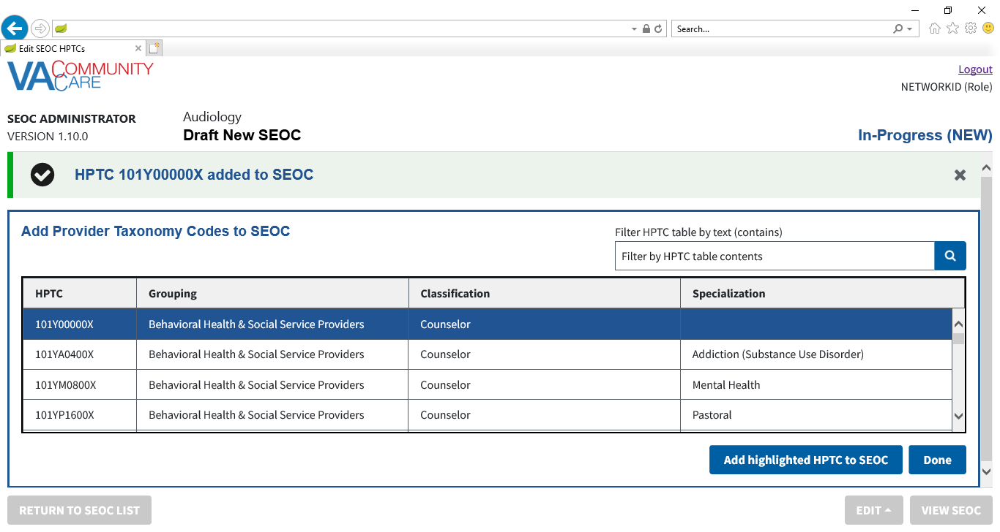 Search...
Edit SEOC HPTCs
VA COMMUNITY CARE
Logout
NETWORKID (Role)
SEOC ADMINISTRATOR
VERSION 1.10.0
Audiology
Draft New SEOC
In-Progress (NEW)
HPTC 101Y00000X added to SEOC
Add Provider Taxonomy Codes to SEOC
Filter HPTC table by text (contains)
Filter by HPTC table contents
HPTC Grouping Classification Specialization
101Y00000X Behavioral Health & Social Service Providers Counselor
101YA0400X Behavioral Health & Social Service Providers Counselor Addiction (Substance Use Disorder)
101YM0800X Behavioral Health & Social Service Providers Counselor Mental Health
101YP1600X Behavioral Health & Social Service Providers Counselor Pastoral
Add highlighted HPTC to SEOC Done
RETURN TO SEOC LIST EDIT VIEW SEOC